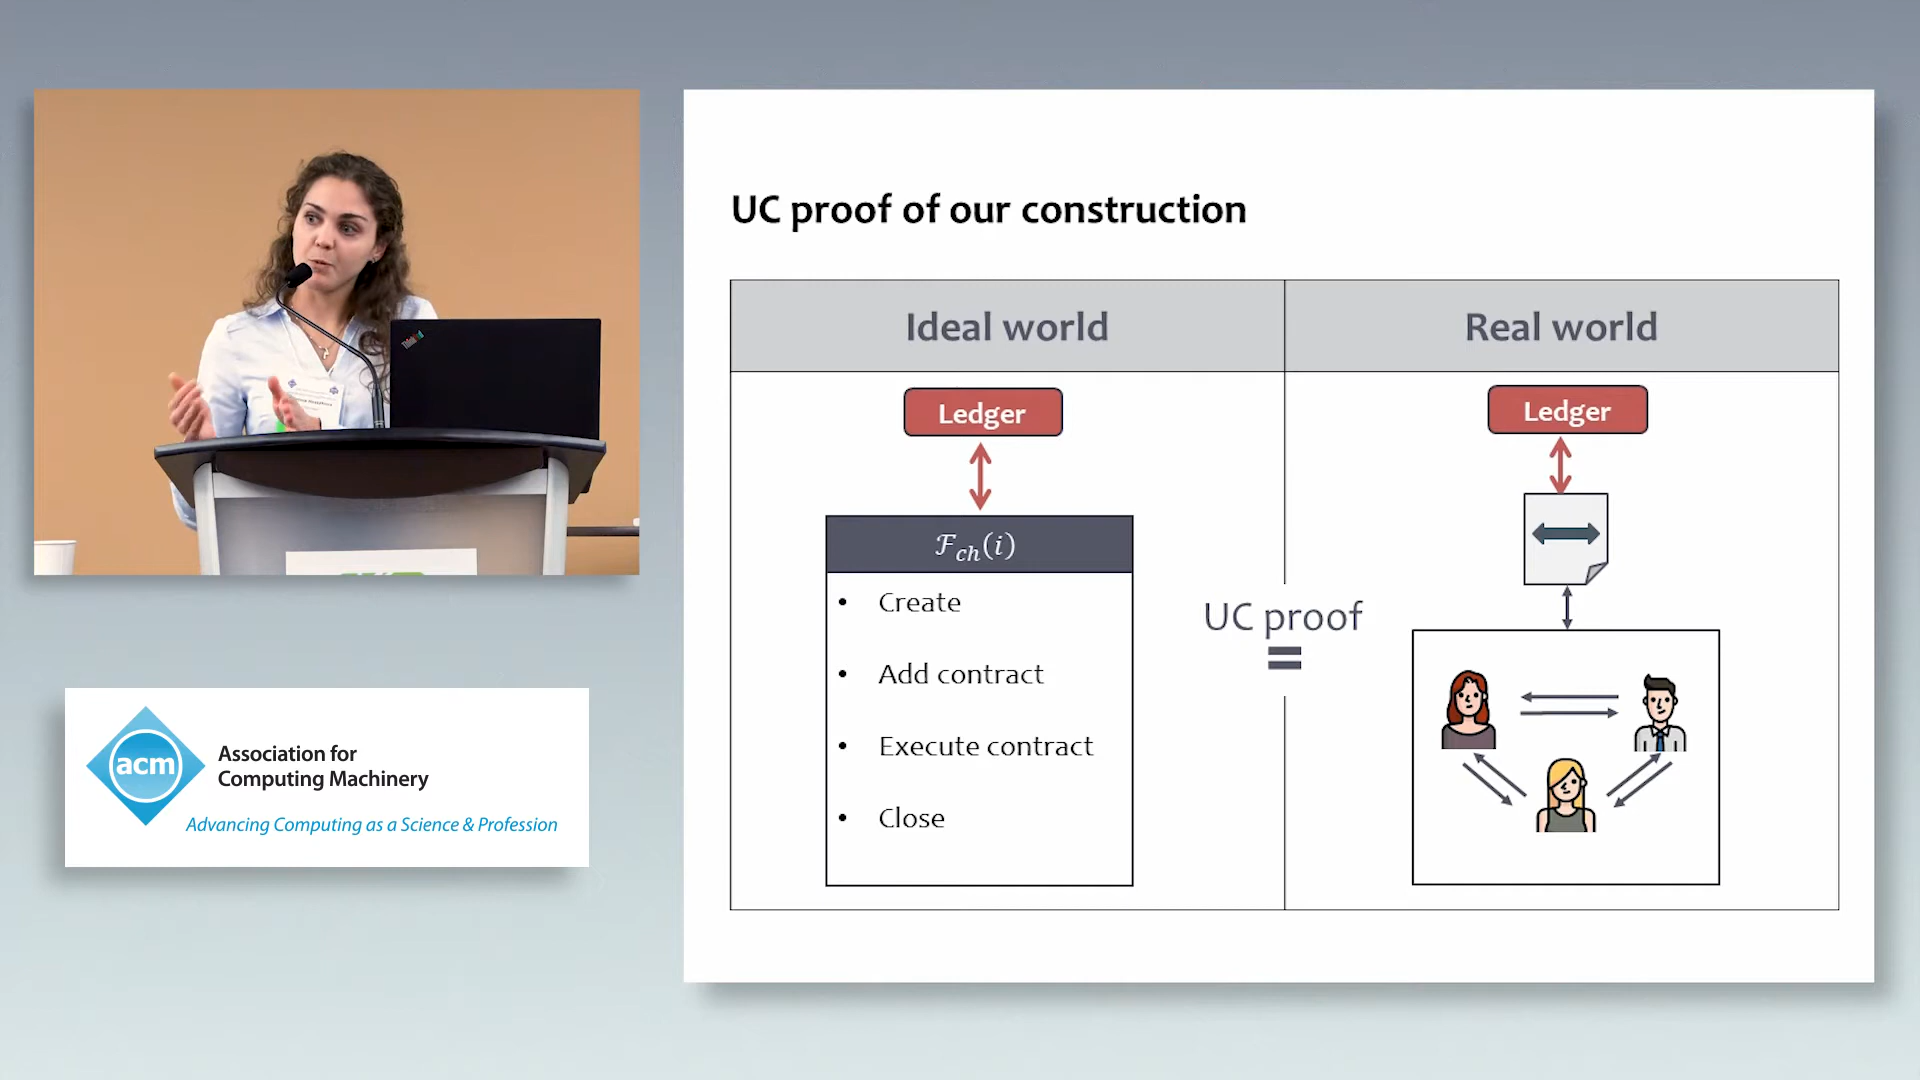 UC proof of our construction
Ideal world
Real world
Ledger
Ledger
ℱch(i)
• Create
• Add contract
• Execute contract
• Close
UC proof
=
ThinkPad
acm
Association for
Computing Machinery
Advancing Computing as a Science & Profession